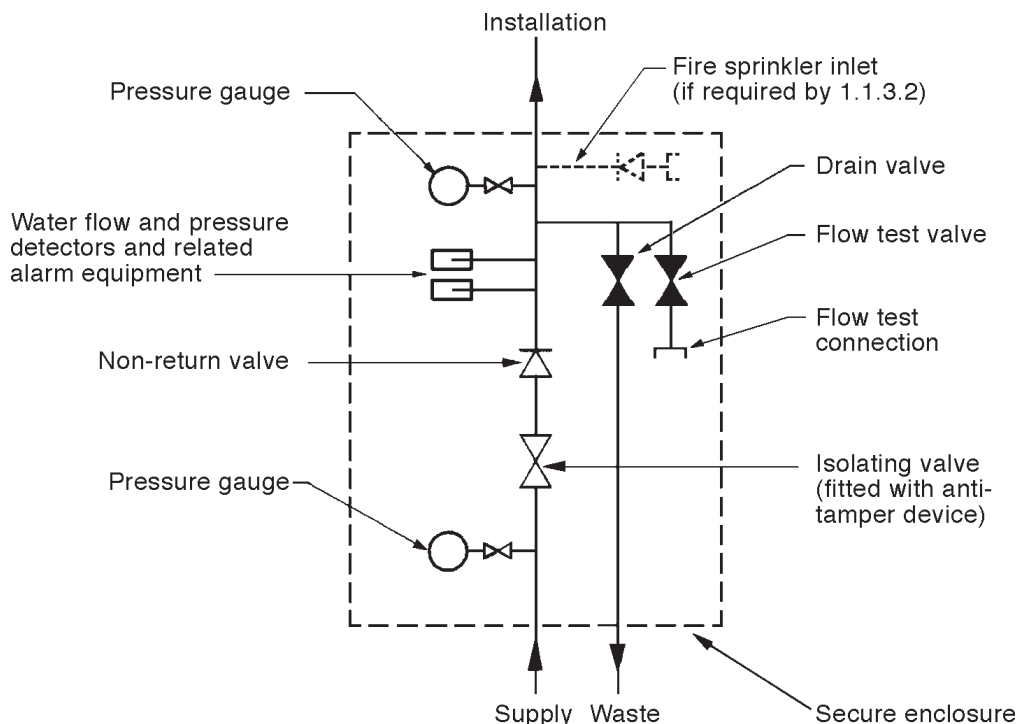 Installation
Pressure gauge
Fire sprinkler inlet
(if required by 1.1.3.2)
Drain valve
Water flow and pressure
detectors and related
alarm equipment
Flow test valve
Flow test
connection
Non-return valve
Isolating valve
(fitted with anti-
tamper device)
Pressure gauge
Supply
Waste
Secure enclosure